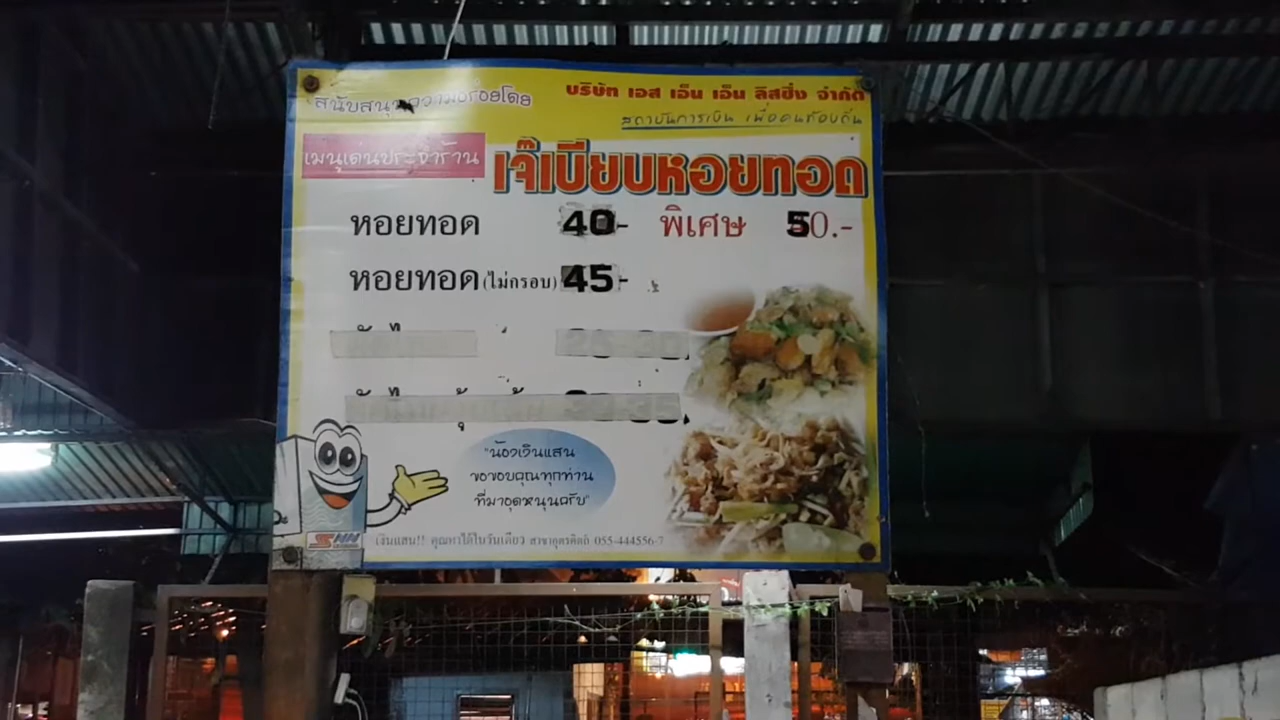 สนับสนุนความอร่อยโดย
บริษัท เอส เอ็น เอ็น ลิสซิ่ง จำกัด
สถาบันการเงิน เพื่อคนท้องถิ่น
เมนูเด่นประจำร้าน
เจ๊เบียบหอยทอด
หอยทอด 40- พิเศษ 50.-
หอยทอด (ไม่กรอบ) 45-
"น้องเงินแสน
ขอขอบคุณทุกท่าน
ที่มาอุดหนุนครับ"
SNN
เงินแสน!! คุณหาได้ในวันเดียว สาขาอุตรดิตถ์ 055-444556-7